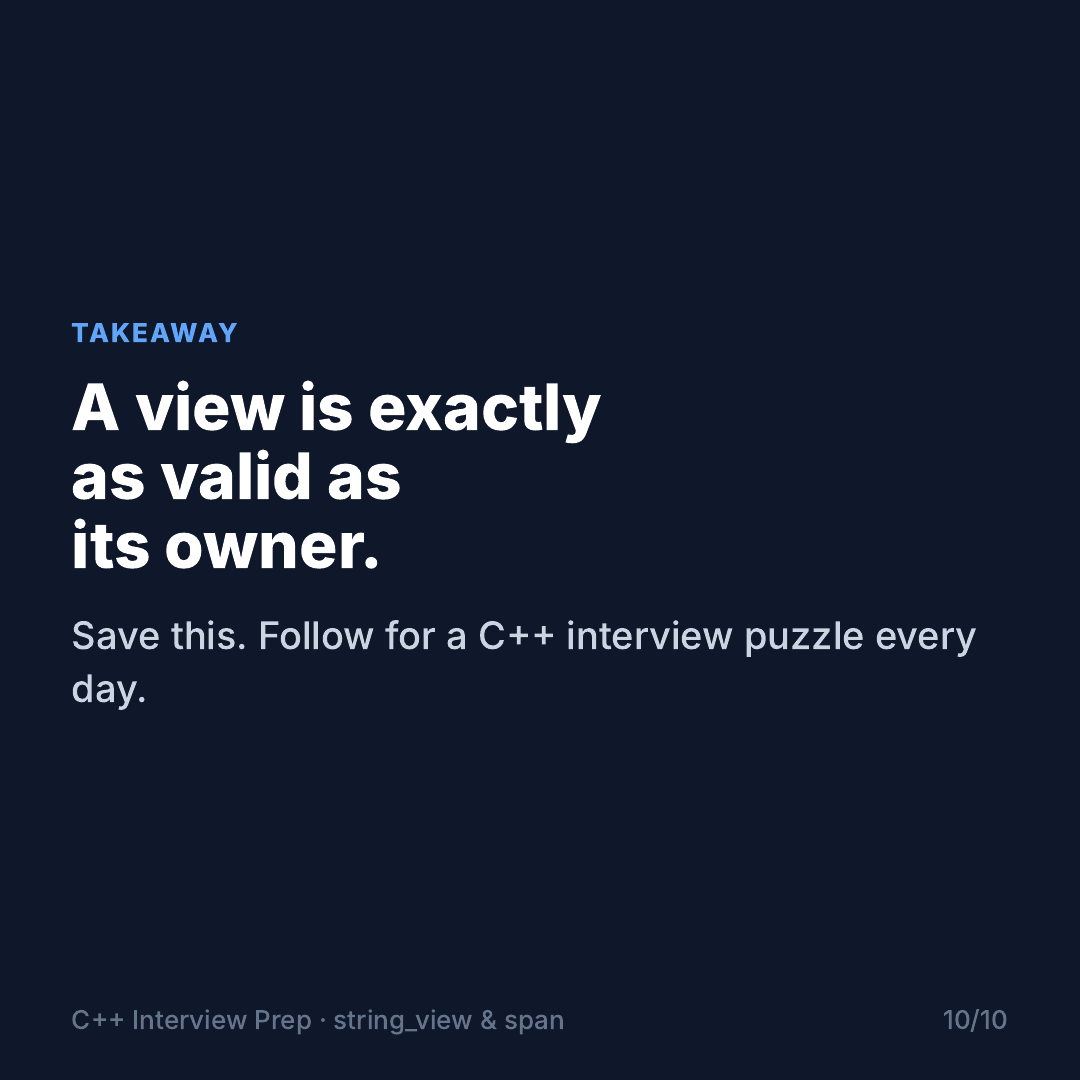 TAKEAWAY
A view is exactly
as valid as
its owner.
Save this. Follow for a C++ interview puzzle every
day.
C++ Interview Prep · string_view & span
10/10